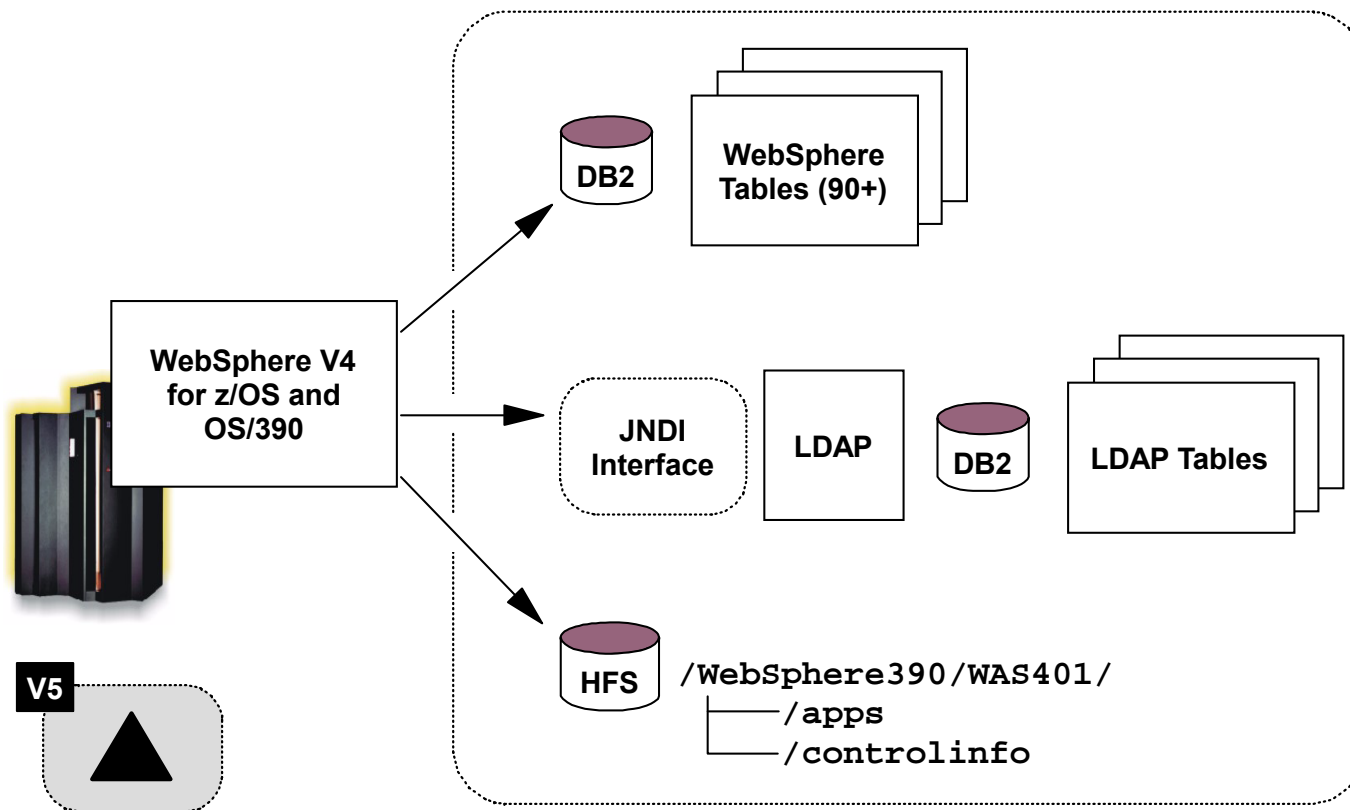 DB2
WebSphere
Tables (90+)
WebSphere V4
for z/OS and
OS/390
JNDI
Interface
LDAP
DB2
LDAP Tables
HFS
/WebSphere390/WAS401/
/apps
/controlinfo
V5